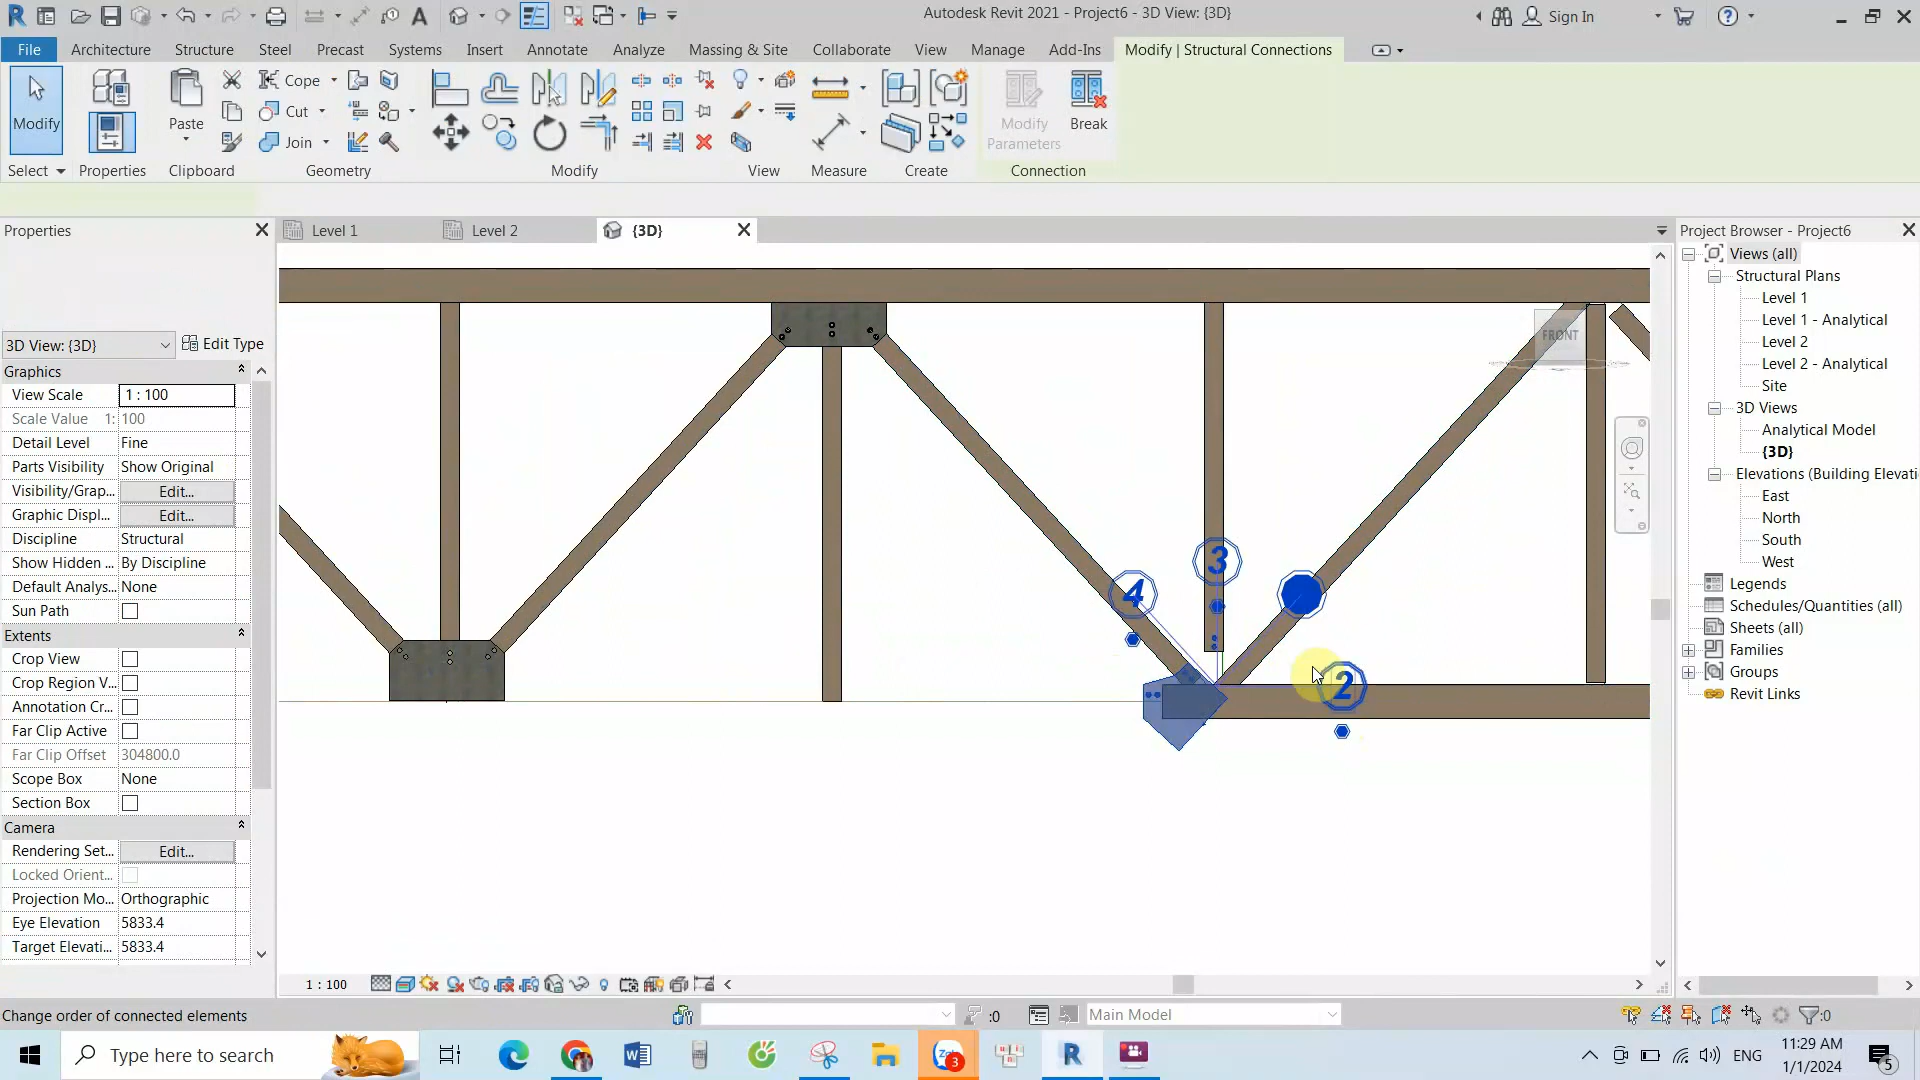 Autodesk Revit 2021 - Project6 - 3D View: {3D}
Sign In
File
Architecture
Structure
Steel
Precast
Systems
Insert
Annotate
Analyze
Massing & Site
Collaborate
View
Manage
Add-Ins
Modify | Structural Connections
Modify
Paste
Cope
Cut
Join
Modify Parameters
Break
Select
Properties
Clipboard
Geometry
Modify
View
Measure
Create
Connection
Properties
Level 1
Level 2
{3D}
Project Browser - Project6
3D View: {3D}
Edit Type
Graphics
View Scale 1 : 100
Scale Value 1: 100
Detail Level Fine
Parts Visibility Show Original
Visibility/Grap... Edit...
Graphic Displ... Edit...
Discipline Structural
Show Hidden ... By Discipline
Default Analys... None
Sun Path
Extents
Crop View
Crop Region V...
Annotation Cr...
Far Clip Active
Far Clip Offset 304800.0
Scope Box None
Section Box
Camera
Rendering Set... Edit...
Locked Orient...
Projection Mo... Orthographic
Eye Elevation 5833.4
Target Elevati... 5833.4
FRONT
4
3
2
Views (all)
Structural Plans
Level 1
Level 1 - Analytical
Level 2
Level 2 - Analytical
Site
3D Views
Analytical Model
{3D}
Elevations (Building Elevati
East
North
South
West
Legends
Schedules/Quantities (all)
Sheets (all)
Families
Groups
Revit Links
1 : 100
Change order of connected elements
:0
Main Model
:0
Type here to search
3
ENG
11:29 AM
1/1/2024
5